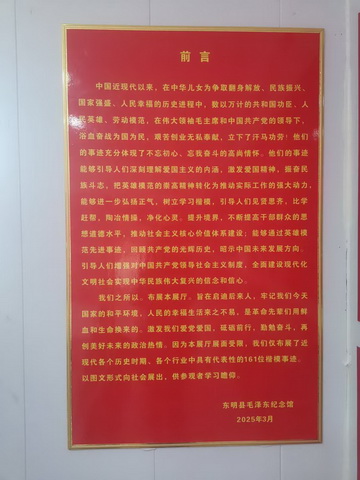 前言
中国近现代以来，在中华儿女为争取翻身解放、民族振兴、
国家强盛、人民幸福的历史进程中，数以万计的共和国功臣、人
民英雄、劳动模范，在伟大领袖毛主席和中国共产党的领导下，
浴血奋战为国为民，艰苦创业无私奉献，立下了汗马功劳！他们
的事迹充分体现了不忘初心、忘我奋斗的高尚情怀。他们的事迹
能够引导人们深刻理解爱国主义的内涵，激发爱国精神，振奋民
族斗志，把英雄模范的崇高精神转化为推动实际工作的强大动力，
能够进一步弘扬正气，树立学习楷模，引导人们见贤思齐、比学
赶帮，陶冶情操，净化心灵，提升境界，不断提高干部群众的思
想道德水平，推动社会主义核心价值体系建设；能够通过英雄模
范先进事迹，回顾共产党的光辉历史，昭示中国未来发展方向，
引导人们增强对中国共产党领导社会主义制度，全面建设现代化
文明社会实现中华民族伟大复兴的信念和信心。
我们之所以，布展本展厅，旨在启迪后来人，牢记我们今天
国家的和平环境，人民的幸福生活来之不易，是革命先辈们用鲜
血和生命换来的。激发我们爱党爱国，砥砺前行，勤勉奋斗，再
创美好未来的政治热情。因为本展厅展面受限，我们仅布展了近
现代各个历史时期、各个行业中具有代表性的161位楷模事迹，
以图文形式向社会展出，供参观者学习瞻仰。
东明县毛泽东纪念馆
2025年3月